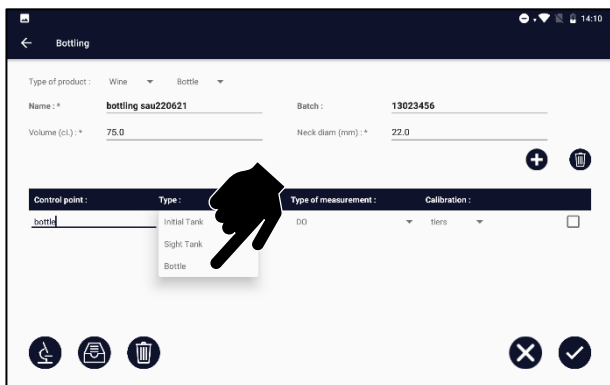 14:10
Bottling
Type of product : Wine Bottle
Name : * bottling sau220621 Batch : 13023456
Volume (cl.) : * 75.0 Neck diam (mm) : * 22.0
Control point : Type : Type of measurement : Calibration :
bottle Initial Tank DO tiers
Sight Tank
Bottle